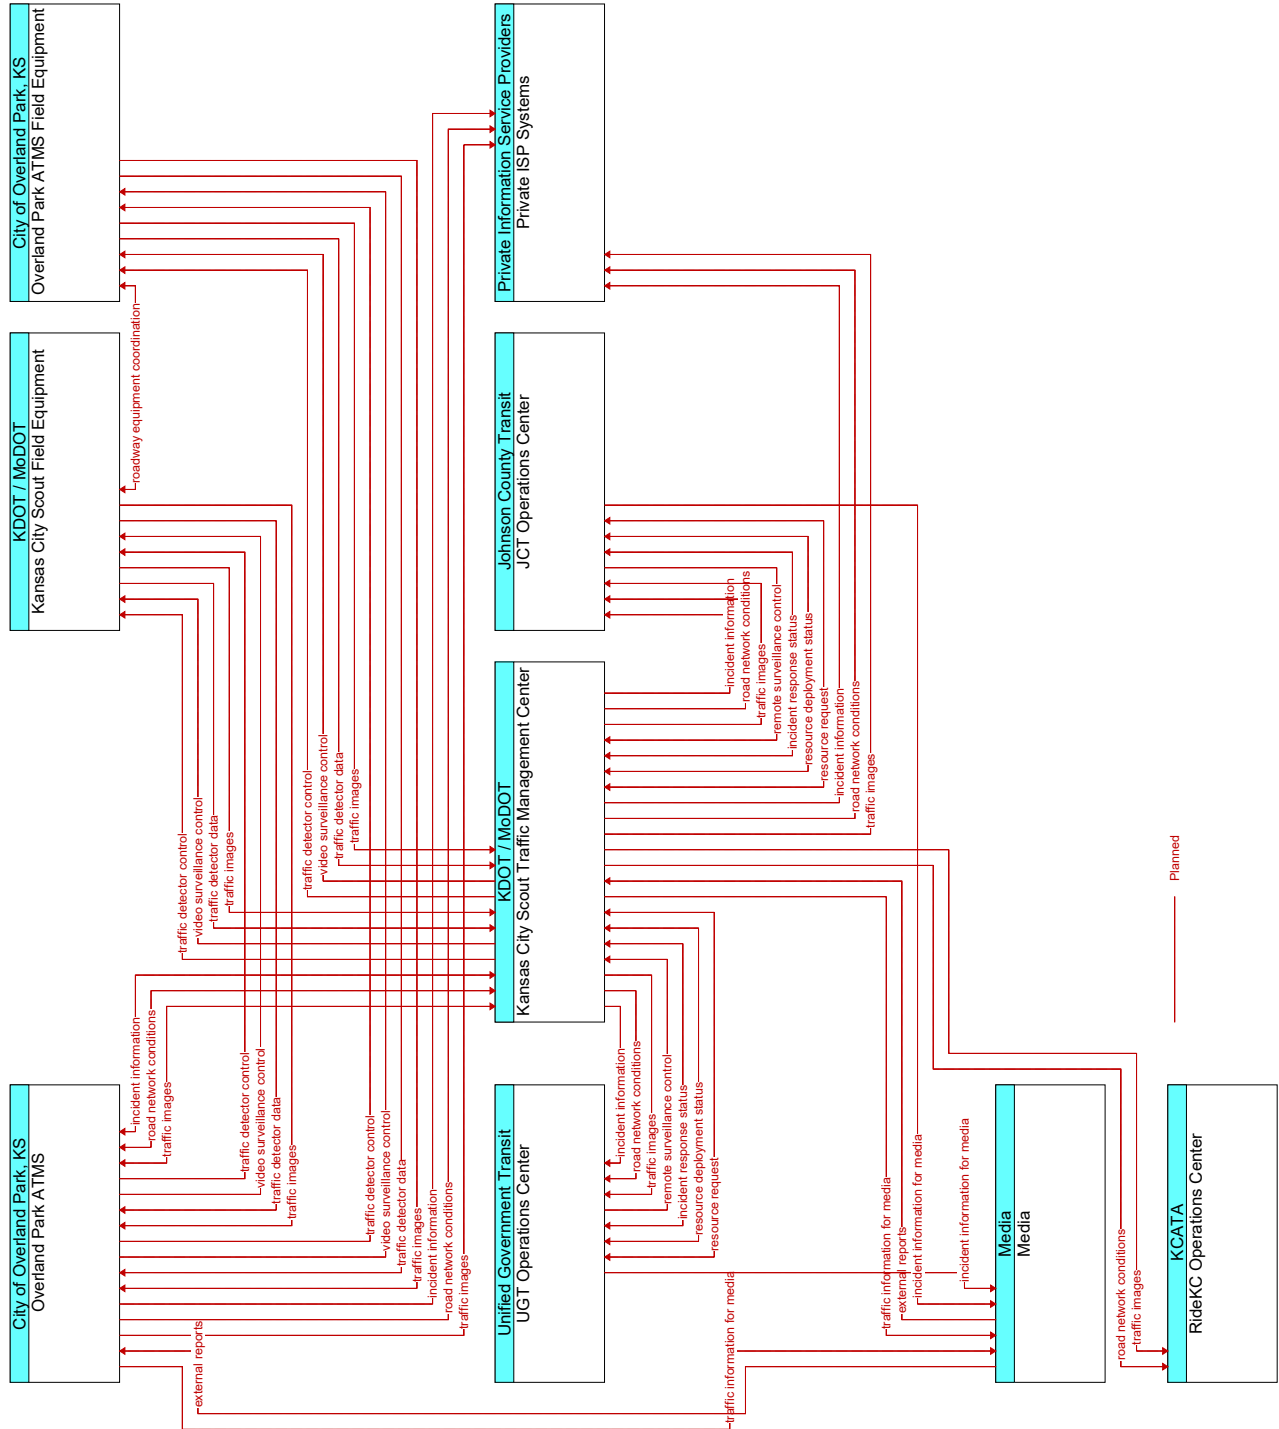 City of Overland Park, KS
Overland Park ATMS Field Equipment
Private Information Service Providers
Private ISP Systems
roadway equipment coordination
KDOT / MoDOT
Kansas City Scout Field Equipment
Johnson County Transit
JCT Operations Center
incident information
road network conditions
traffic images
remote surveillance control
incident response status
resource deployment status
resource request
incident information
road network conditions
traffic images
KDOT / MoDOT
Kansas City Scout Traffic Management Center
traffic detector control
video surveillance control
traffic detector data
traffic images
traffic detector control
video surveillance control
traffic detector data
traffic images
Planned
incident information
road network conditions
traffic images
traffic detector control
video surveillance control
traffic detector data
traffic images
traffic detector control
video surveillance control
traffic detector data
traffic images
incident information
road network conditions
traffic images
incident information
road network conditions
traffic images
remote surveillance control
incident response status
resource deployment status
resource request
City of Overland Park, KS
Overland Park ATMS
Unified Government Transit
UGT Operations Center
traffic information for media
external reports
incident information for media
incident information for media
Media
Media
KCATA
RideKC Operations Center
road network conditions
traffic images
external reports
traffic information for media